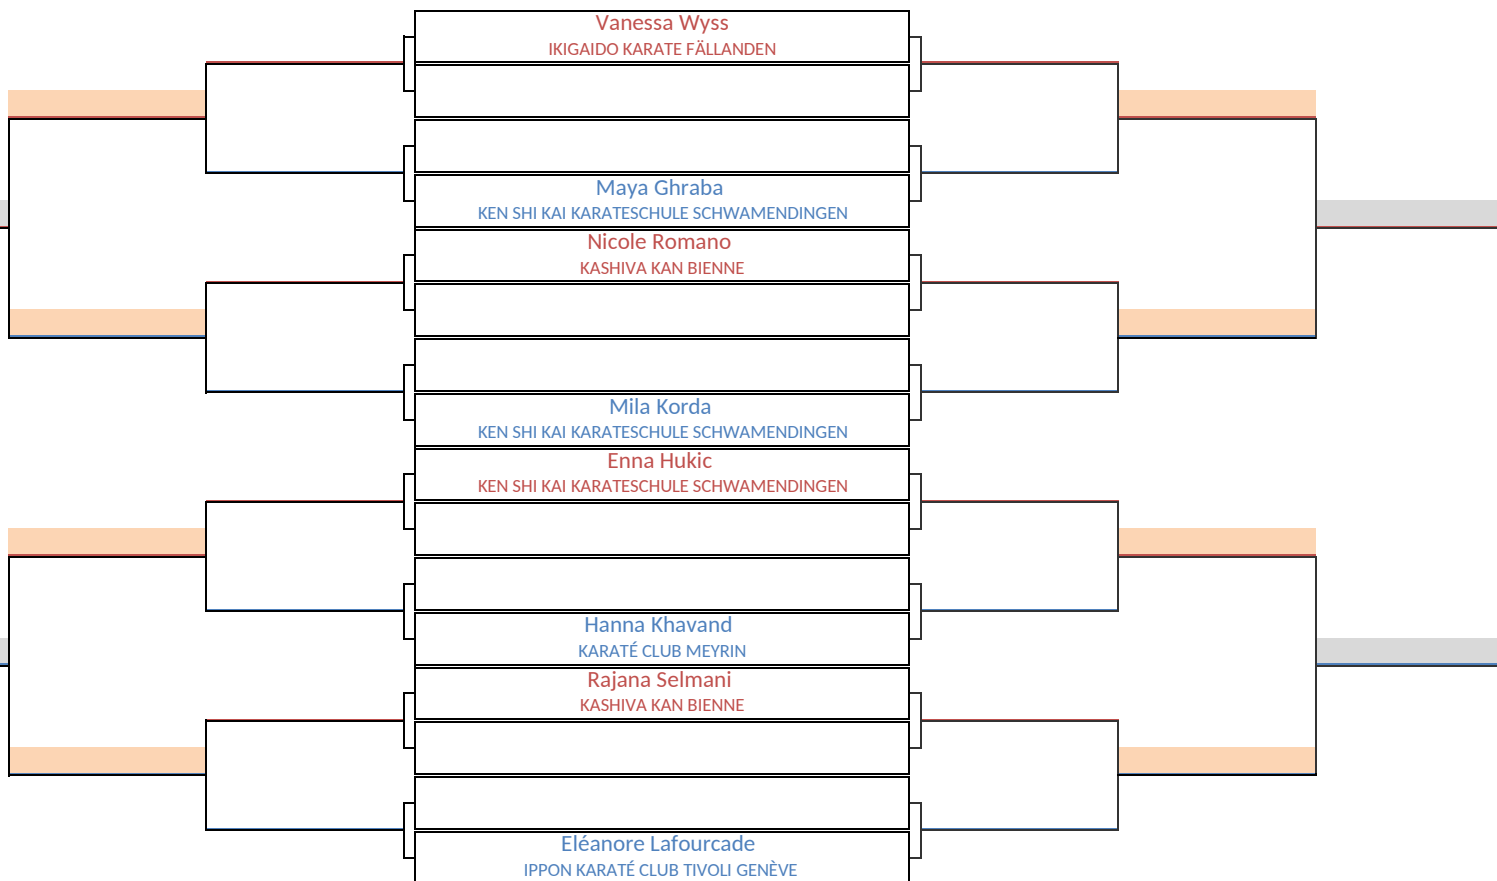 Vanessa Wyss
IKIGAIDO KARATE FÄLLANDEN
Maya Ghraba
KEN SHI KAI KARATESCHULE SCHWAMENDINGEN
Nicole Romano
KASHIVA KAN BIENNE
Mila Korda
KEN SHI KAI KARATESCHULE SCHWAMENDINGEN
Enna Hukic
KEN SHI KAI KARATESCHULE SCHWAMENDINGEN
Hanna Khavand
KARATÉ CLUB MEYRIN
Rajana Selmani
KASHIVA KAN BIENNE
Eléanore Lafourcade
IPPON KARATÉ CLUB TIVOLI GENÈVE